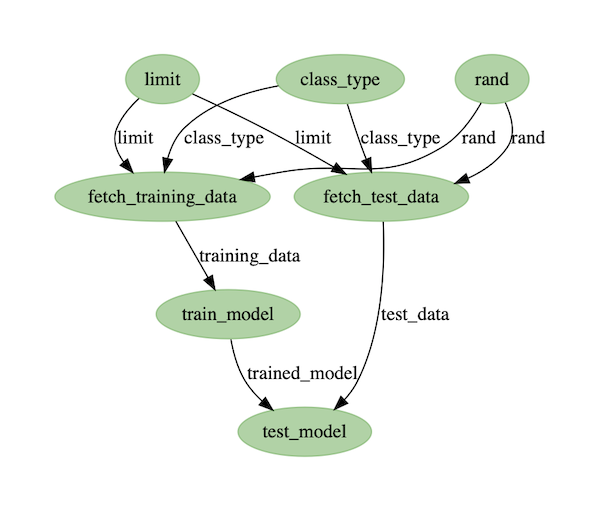 limit
class_type
rand
limit
class_type
limit
class_type
rand
rand
fetch_training_data
fetch_test_data
training_data
train_model
test_data
trained_model
test_model